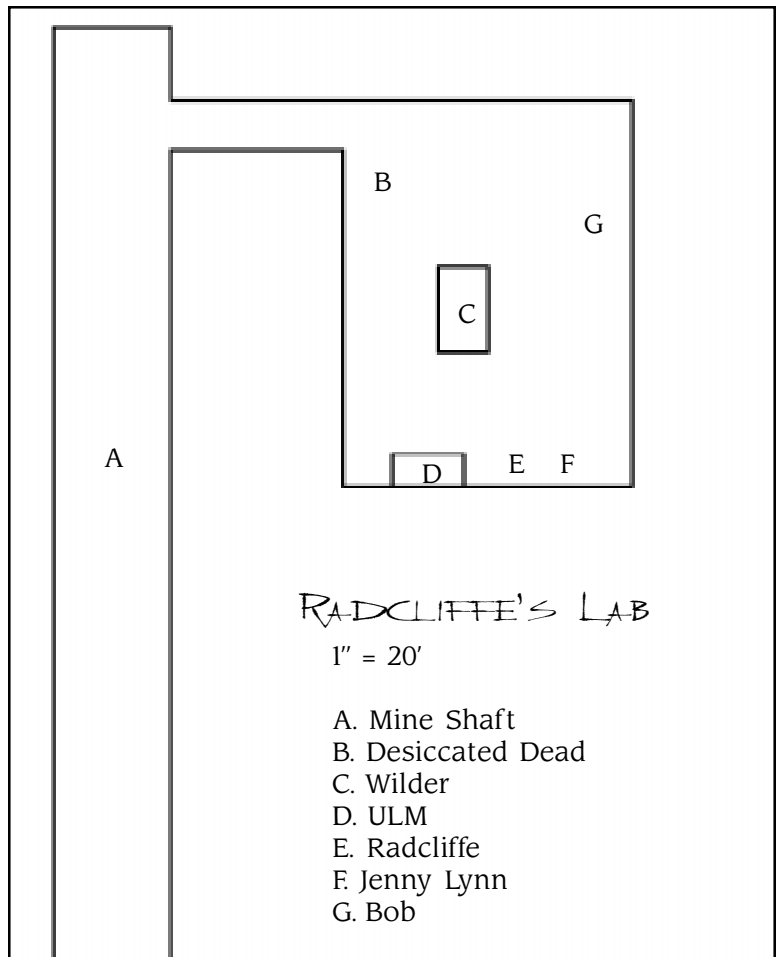 B
G
C
A
D
E
F
RADCLIFFE'S LAB
1" = 20'
A. Mine Shaft
B. Desiccated Dead
C. Wilder
D. ULM
E. Radcliffe
F. Jenny Lynn
G. Bob